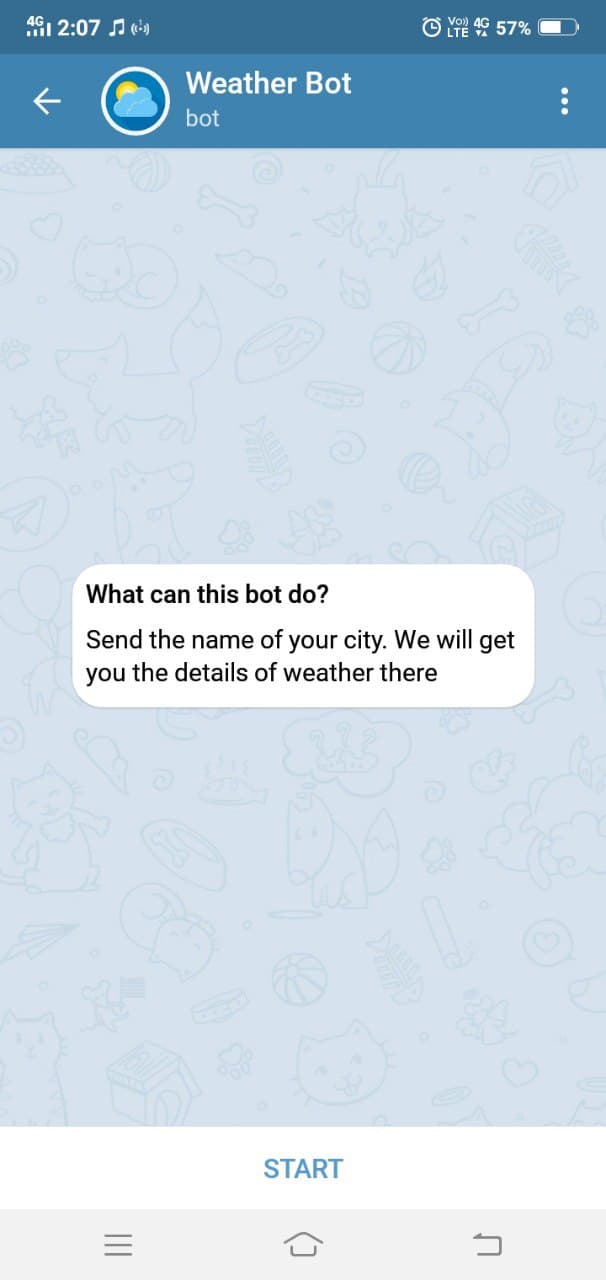 4G 2:07 Vo)) LTE 4G 57%
Weather Bot
bot
What can this bot do?
Send the name of your city. We will get
you the details of weather there
START